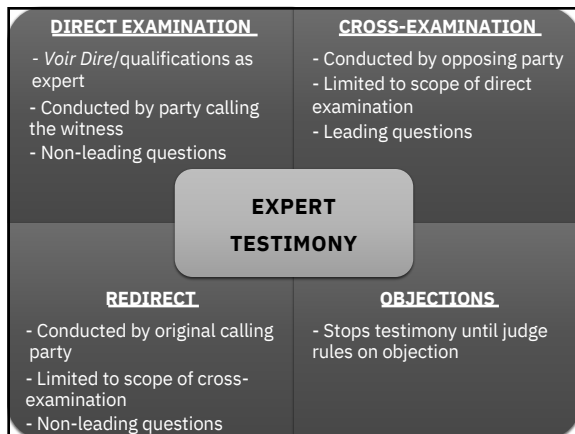 DIRECT EXAMINATION
- Voir Dire/qualifications as
expert
- Conducted by party calling
the witness
- Non-leading questions
CROSS-EXAMINATION
- Conducted by opposing party
- Limited to scope of direct
examination
- Leading questions
EXPERT
TESTIMONY
REDIRECT
- Conducted by original calling
party
- Limited to scope of cross-
examination
- Non-leading questions
OBJECTIONS
- Stops testimony until judge
rules on objection